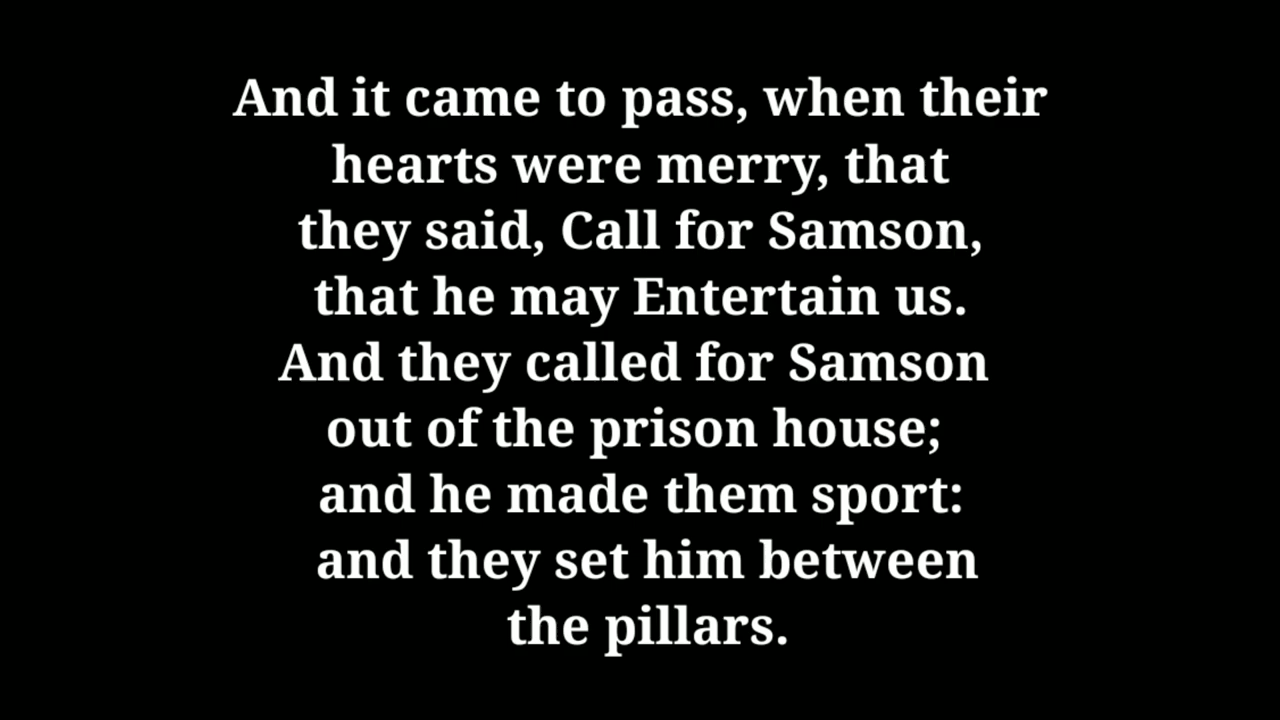 And it came to pass, when their
hearts were merry, that
they said, Call for Samson,
that he may Entertain us.
And they called for Samson
out of the prison house;
and he made them sport:
and they set him between
the pillars.